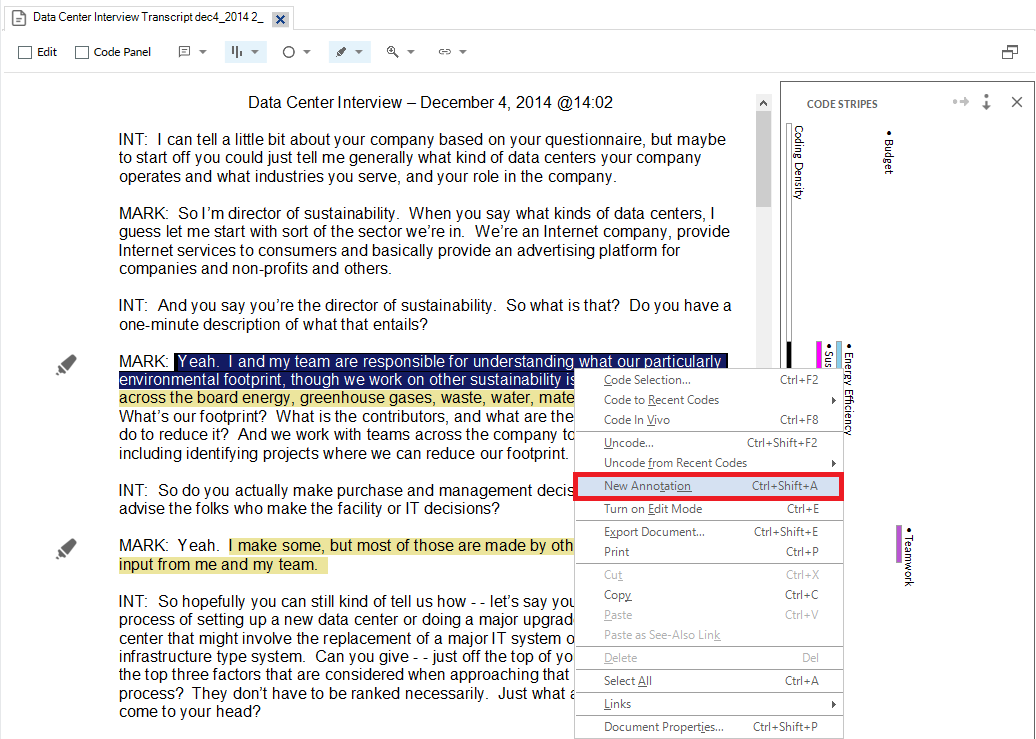 Data Center Interview Transcript dec4_2014 2_
Edit Code Panel
Data Center Interview – December 4, 2014 @14:02
INT:  I can tell a little bit about your company based on your questionnaire, but maybe
to start off you could just tell me generally what kind of data centers your company
operates and what industries you serve, and your role in the company.
MARK:  So I’m director of sustainability.  When you say what kinds of data centers, I
guess let me start with sort of the sector we’re in.  We’re an Internet company, provide
Internet services to consumers and basically provide an advertising platform for
companies and non-profits and others.
INT:  And you say you’re the director of sustainability.  So what is that?  Do you have a
one-minute description of what that entails?
MARK:  Yeah.  I and my team are responsible for understanding what our particularly
environmental footprint, though we work on other sustainability is
across the board energy, greenhouse gases, waste, water, mate
What’s our footprint?  What is the contributors, and what are the
do to reduce it?  And we work with teams across the company to
including identifying projects where we can reduce our footprint.
INT:  So do you actually make purchase and management decis
advise the folks who make the facility or IT decisions?
MARK:  Yeah.  I make some, but most of those are made by oth
input from me and my team.
INT:  So hopefully you can still kind of tell us how - - let’s say you
process of setting up a new data center or doing a major upgrade
center that might involve the replacement of a major IT system o
infrastructure type system.  Can you give - - just off the top of yo
the top three factors that are considered when approaching that
process?  They don’t have to be ranked necessarily.  Just what a
come to your head?
Code Selection... Ctrl+F2
Code to Recent Codes
Code In Vivo Ctrl+F8
Uncode... Ctrl+Shift+F2
Uncode from Recent Codes
New Annotation Ctrl+Shift+A
Turn on Edit Mode Ctrl+E
Export Document... Ctrl+Shift+E
Print Ctrl+P
Cut Ctrl+X
Copy Ctrl+C
Paste Ctrl+V
Paste as See-Also Link
Delete Del
Select All Ctrl+A
Links
Document Properties... Ctrl+Shift+P
CODE STRIPES
Coding Density
• Budget
• Sus
• Energy Efficiency
• Teamwork